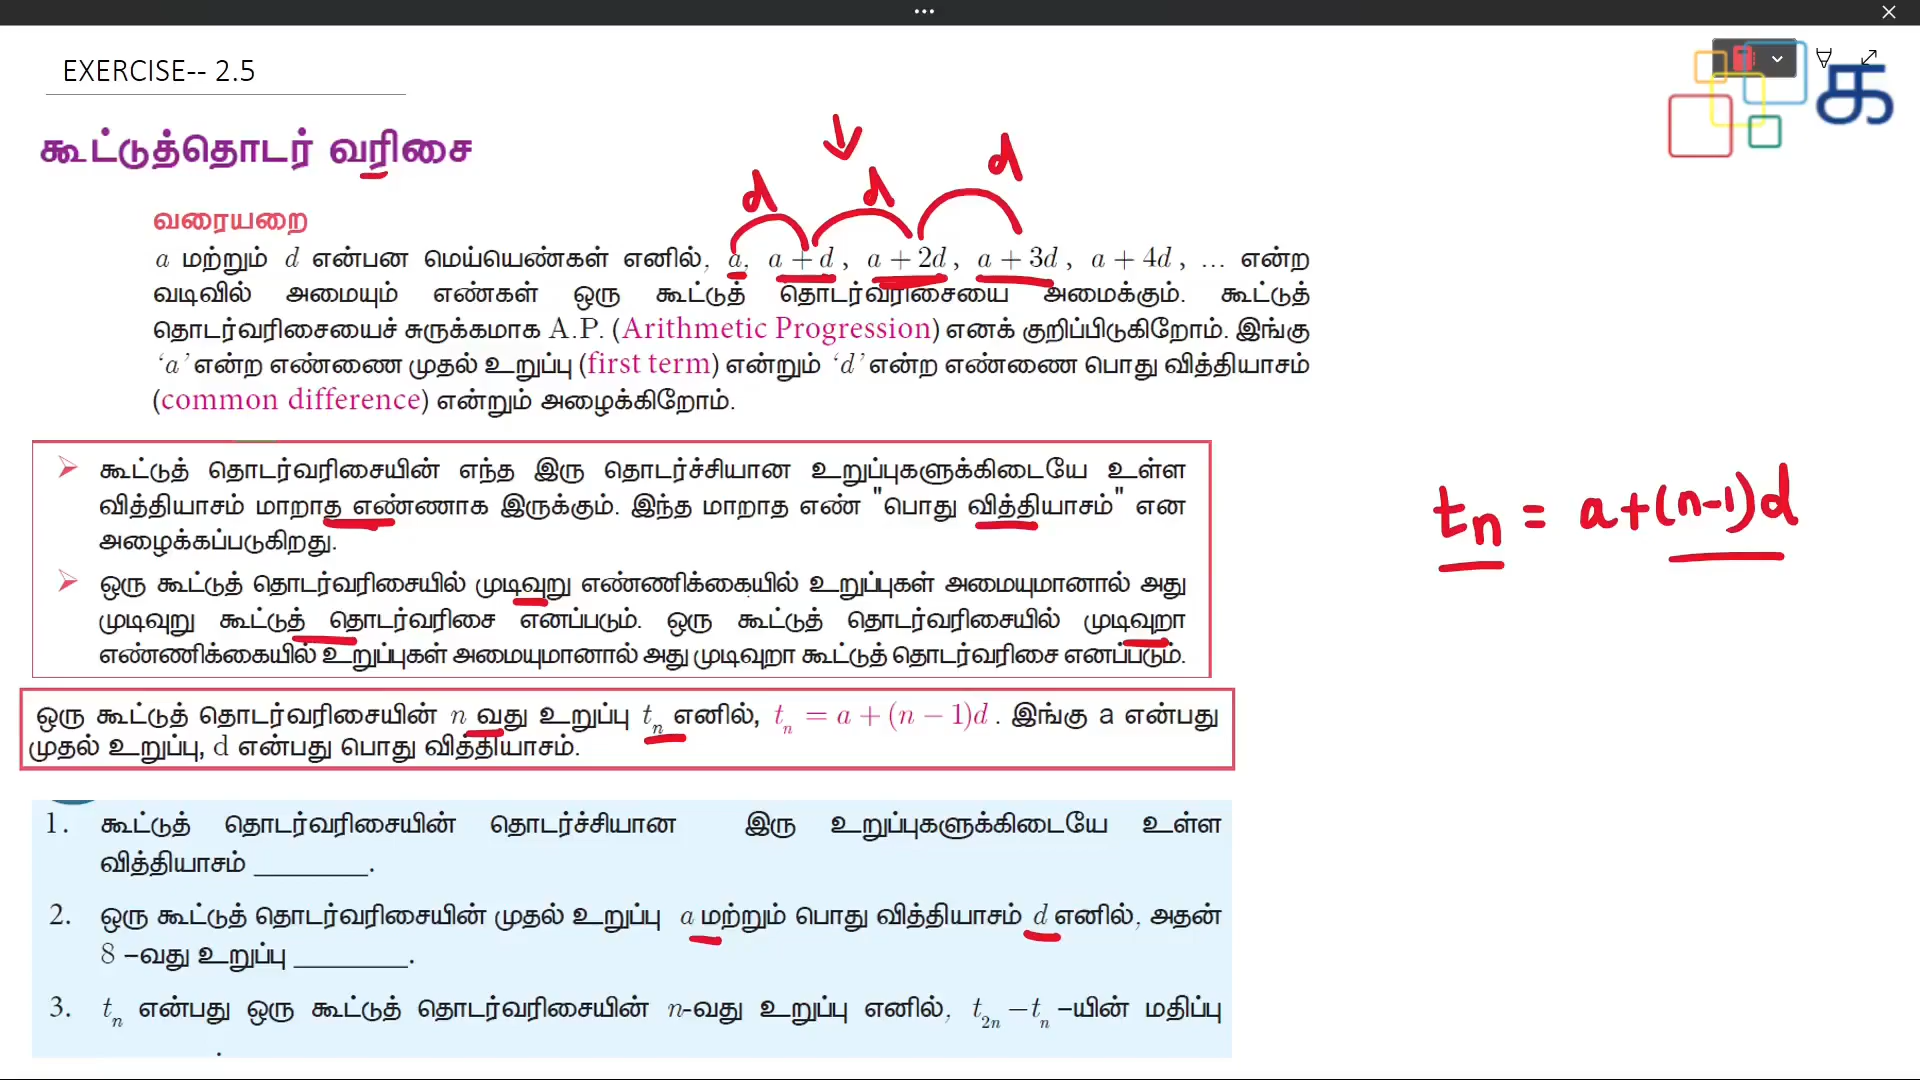 EXERCISE-- 2.5
க
கூட்டுத்தொடர் வரிசை
d d d
வரையறை
a மற்றும் d என்பன மெய்யெண்கள் எனில், a, a + d , a + 2d , a + 3d , a + 4d , ... என்ற
வடிவில் அமையும் எண்கள் ஒரு கூட்டுத் தொடர்வரிசையை அமைக்கும். கூட்டுத்
தொடர்வரிசையைச் சுருக்கமாக A.P. (Arithmetic Progression) எனக் குறிப்பிடுகிறோம். இங்கு
‘a’ என்ற எண்ணை முதல் உறுப்பு (first term) என்றும் ‘d’ என்ற எண்ணை பொது வித்தியாசம்
(common difference) என்றும் அழைக்கிறோம்.
கூட்டுத் தொடர்வரிசையின் எந்த இரு தொடர்ச்சியான உறுப்புகளுக்கிடையே உள்ள
வித்தியாசம் மாறாத எண்ணாக இருக்கும். இந்த மாறாத எண் "பொது வித்தியாசம்" என
அழைக்கப்படுகிறது.
tn = a+(n-1)d
ஒரு கூட்டுத் தொடர்வரிசையில் முடிவுறு எண்ணிக்கையில் உறுப்புகள் அமையுமானால் அது
முடிவுறு கூட்டுத் தொடர்வரிசை எனப்படும். ஒரு கூட்டுத் தொடர்வரிசையில் முடிவுறா
எண்ணிக்கையில் உறுப்புகள் அமையுமானால் அது முடிவுறா கூட்டுத் தொடர்வரிசை எனப்படும்.
ஒரு கூட்டுத் தொடர்வரிசையின் n வது உறுப்பு tn எனில், tn = a + (n − 1)d . இங்கு a என்பது
முதல் உறுப்பு, d என்பது பொது வித்தியாசம்.
1. கூட்டுத் தொடர்வரிசையின் தொடர்ச்சியான இரு உறுப்புகளுக்கிடையே உள்ள
வித்தியாசம் ________.
2. ஒரு கூட்டுத் தொடர்வரிசையின் முதல் உறுப்பு a மற்றும் பொது வித்தியாசம் d எனில், அதன்
8 –வது உறுப்பு ________.
3. tn என்பது ஒரு கூட்டுத் தொடர்வரிசையின் n-வது உறுப்பு எனில், t2n − tn –யின் மதிப்பு
.